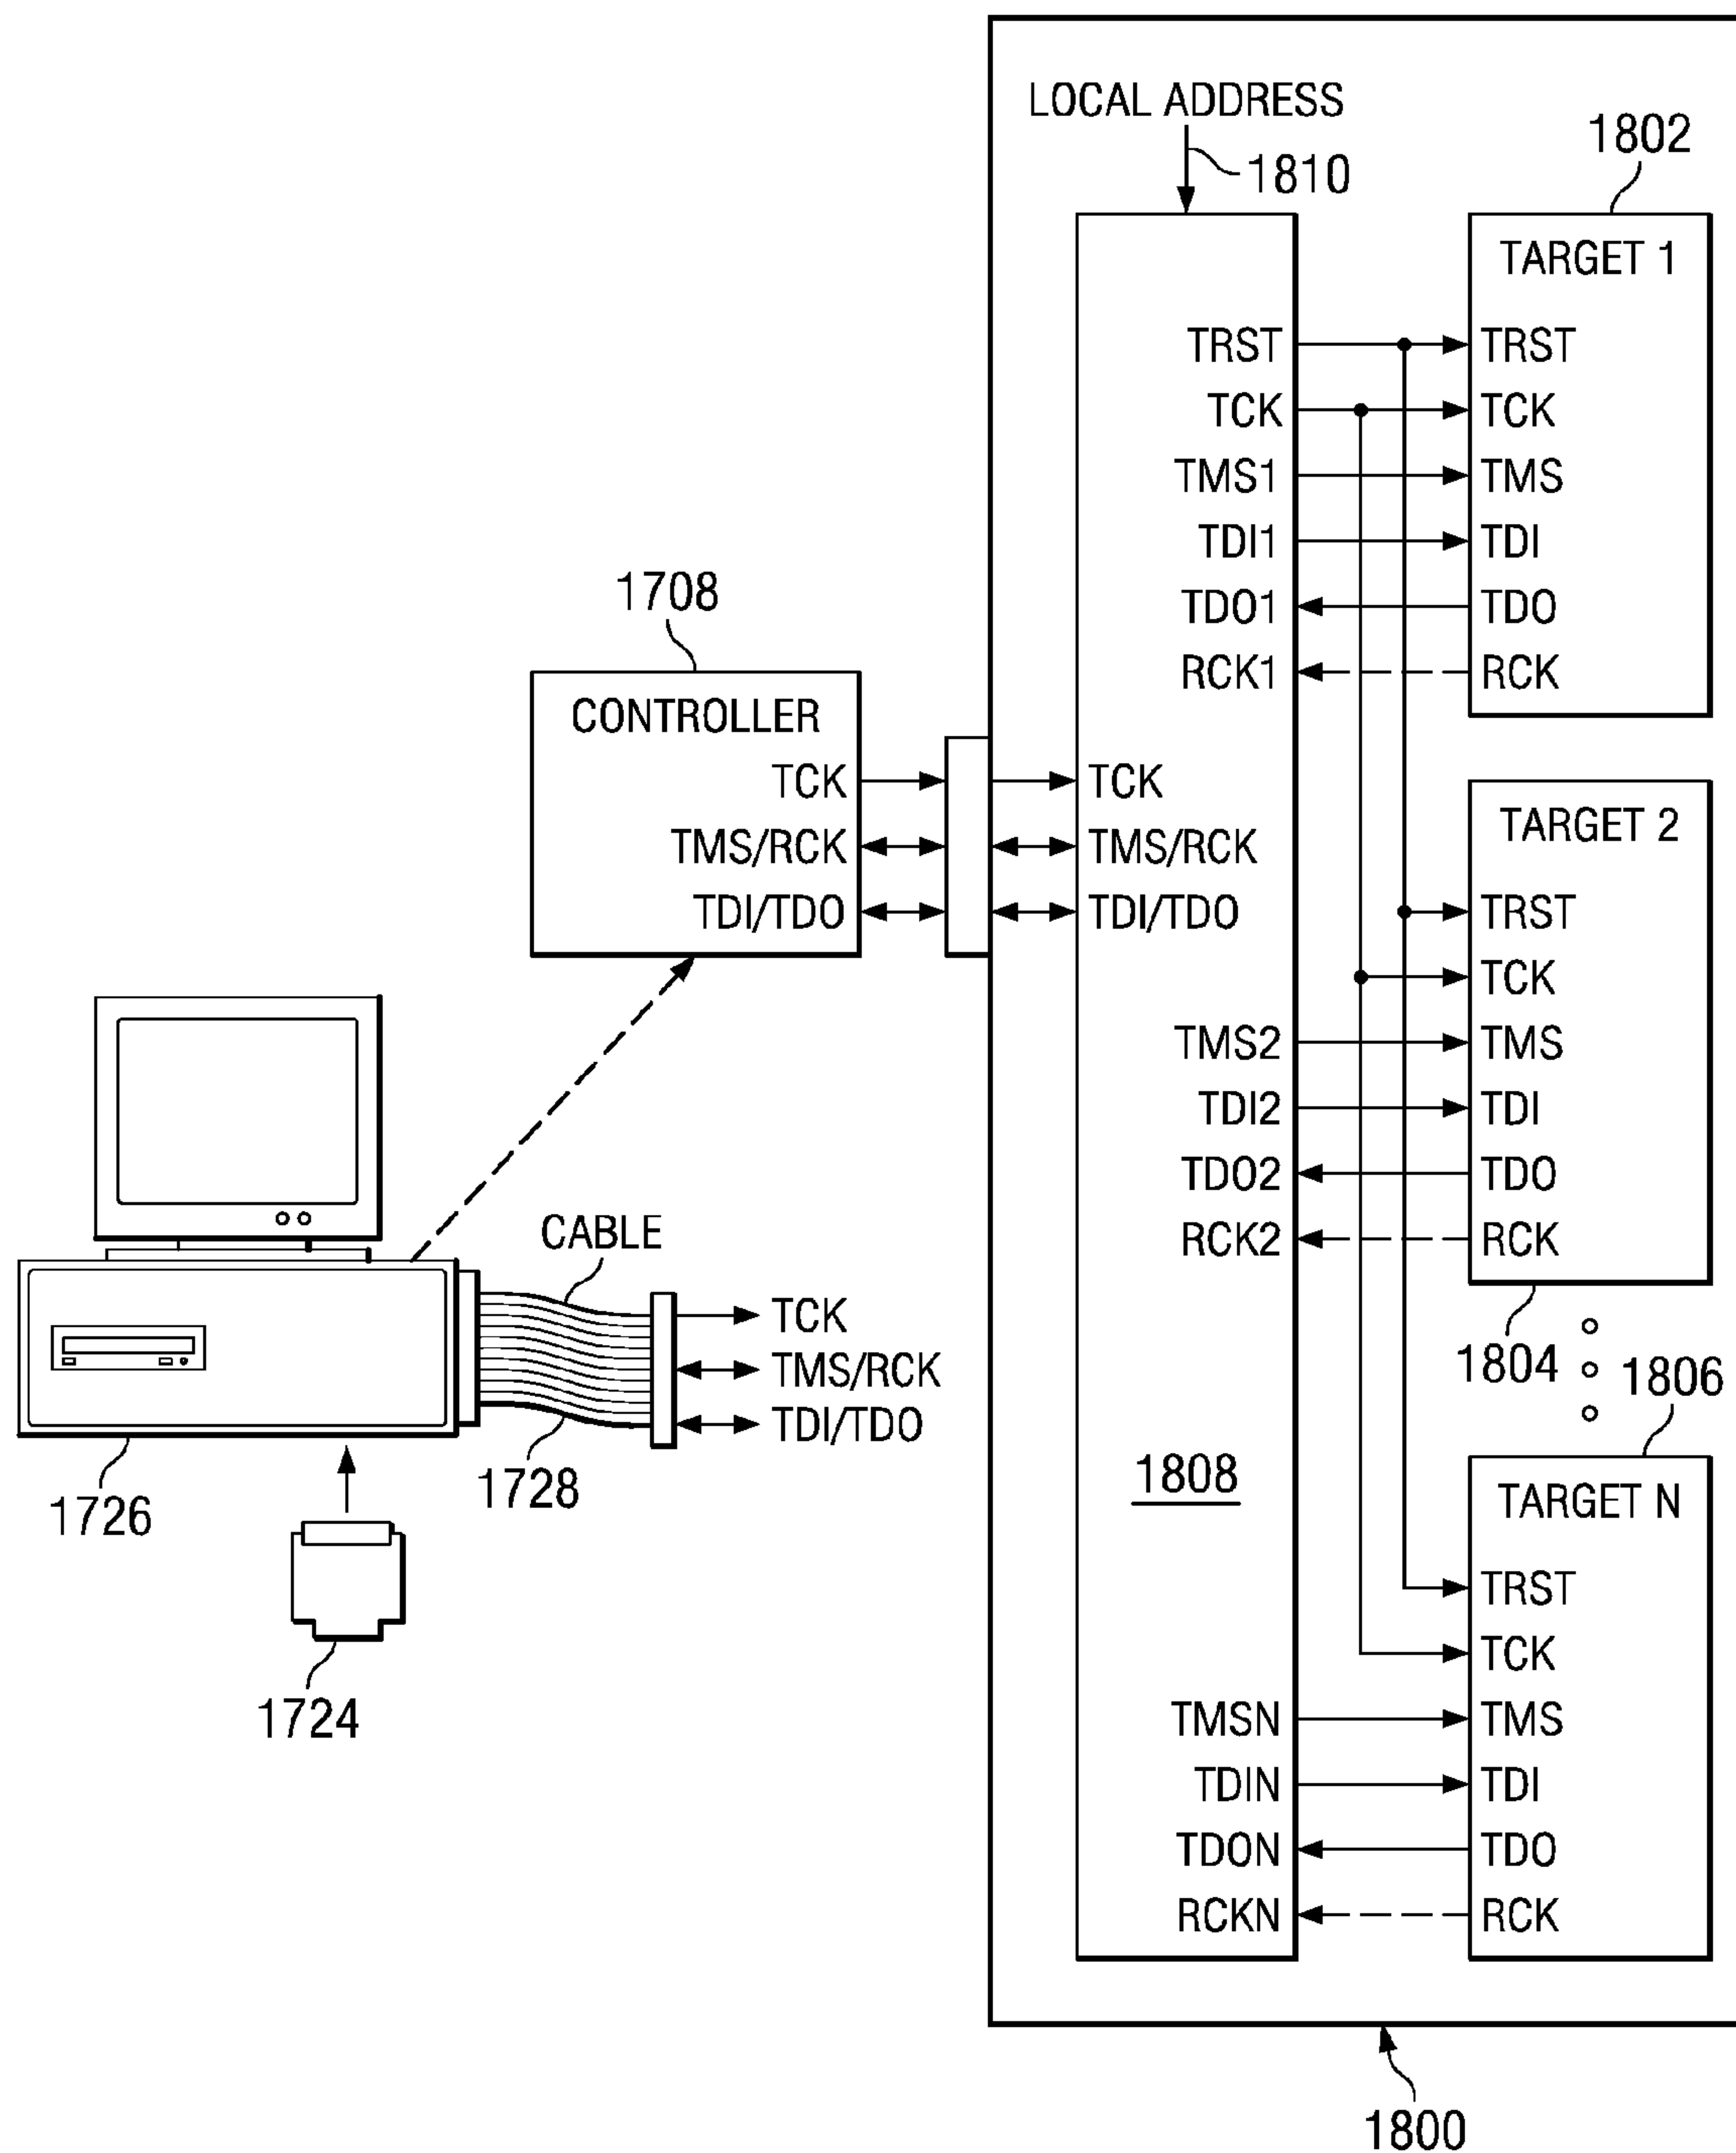 LOCAL ADDRESS
1810
1802
TARGET 1
TRST
TCK
TMS1
TDI1
TDO1
RCK1
TRST
TCK
TMS
TDI
TDO
RCK
1708
CONTROLLER
TCK
TMS/RCK
TDI/TDO
TCK
TMS/RCK
TDI/TDO
TARGET 2
TRST
TCK
TMS2
TDI2
TDO2
RCK2
TMS
TDI
TDO
RCK
1804
1806
CABLE
TCK
TMS/RCK
TDI/TDO
1728
1726
1724
1808
TARGET N
TRST
TCK
TMSN
TDIN
TDON
RCKN
TMS
TDI
TDO
RCK
1800